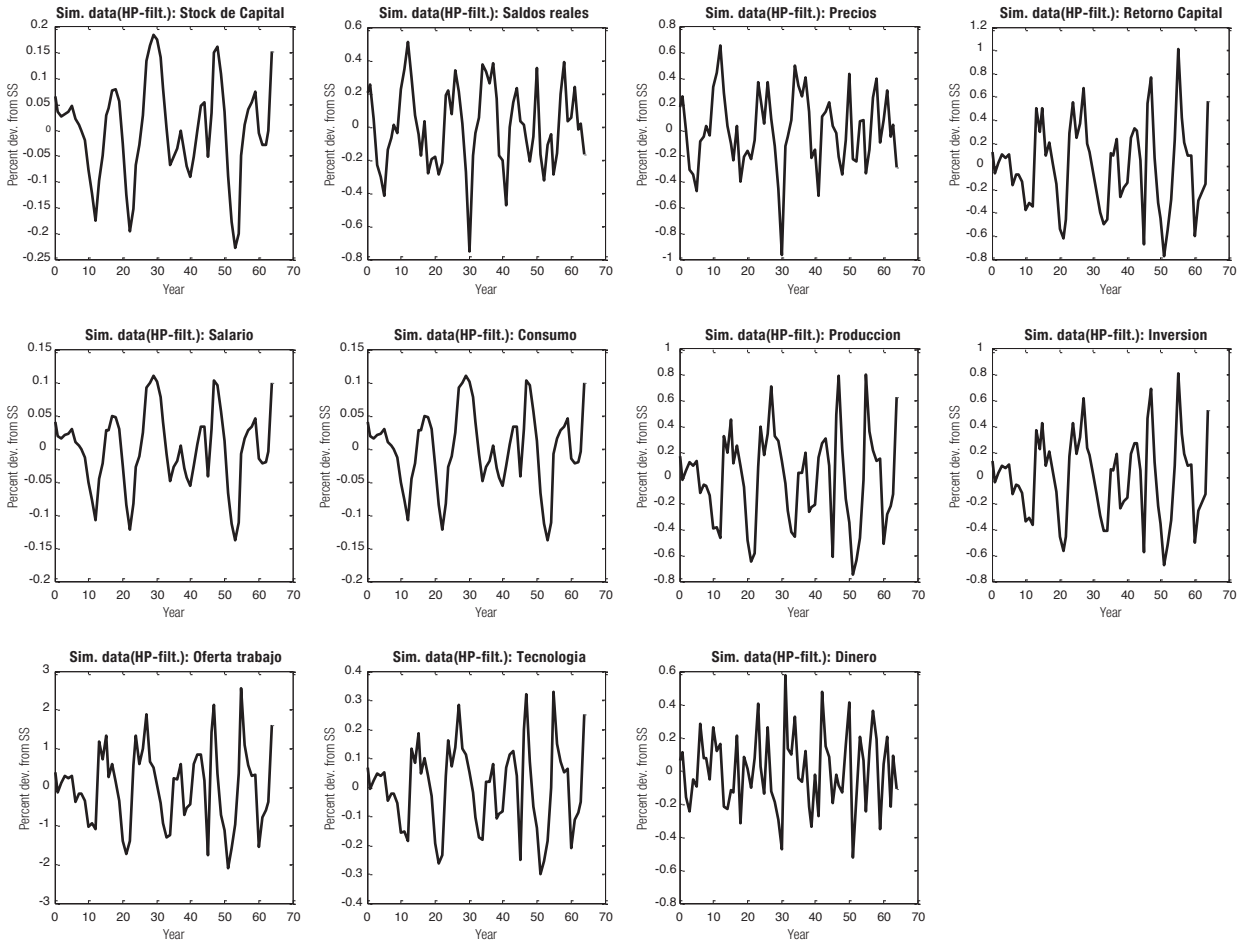 Sim. data(HP-filt.): Stock de Capital
Percent dev. from SS
0.2
0.15
0.1
0.05
0
-0.05
-0.1
-0.15
-0.2
-0.25
0 10 20 30 40 50 60 70
Year
Sim. data(HP-filt.): Saldos reales
Percent dev. from SS
0.6
0.4
0.2
0
-0.2
-0.4
-0.6
-0.8
0 10 20 30 40 50 60 70
Year
Sim. data(HP-filt.): Precios
Percent dev. from SS
0.8
0.6
0.4
0.2
0
-0.2
-0.4
-0.6
-0.8
-1
0 10 20 30 40 50 60 70
Year
Sim. data(HP-filt.): Retorno Capital
Percent dev. from SS
1.2
1
0.8
0.6
0.4
0.2
0
-0.2
-0.4
-0.6
-0.8
0 10 20 30 40 50 60 70
Year
Sim. data(HP-filt.): Salario
Percent dev. from SS
0.15
0.1
0.05
0
-0.05
-0.1
-0.15
-0.2
0 10 20 30 40 50 60 70
Year
Sim. data(HP-filt.): Consumo
Percent dev. from SS
0.15
0.1
0.05
0
-0.05
-0.1
-0.15
-0.2
0 10 20 30 40 50 60 70
Year
Sim. data(HP-filt.): Produccion
Percent dev. from SS
1
0.8
0.6
0.4
0.2
0
-0.2
-0.4
-0.6
-0.8
0 10 20 30 40 50 60 70
Year
Sim. data(HP-filt.): Inversion
Percent dev. from SS
1
0.8
0.6
0.4
0.2
0
-0.2
-0.4
-0.6
-0.8
0 10 20 30 40 50 60 70
Year
Sim. data(HP-filt.): Oferta trabajo
Percent dev. from SS
3
2
1
0
-1
-2
-3
0 10 20 30 40 50 60 70
Year
Sim. data(HP-filt.): Tecnologia
Percent dev. from SS
0.4
0.3
0.2
0.1
0
-0.1
-0.2
-0.3
-0.4
0 10 20 30 40 50 60 70
Year
Sim. data(HP-filt.): Dinero
Percent dev. from SS
0.6
0.4
0.2
0
-0.2
-0.4
-0.6
-0.8
0 10 20 30 40 50 60 70
Year